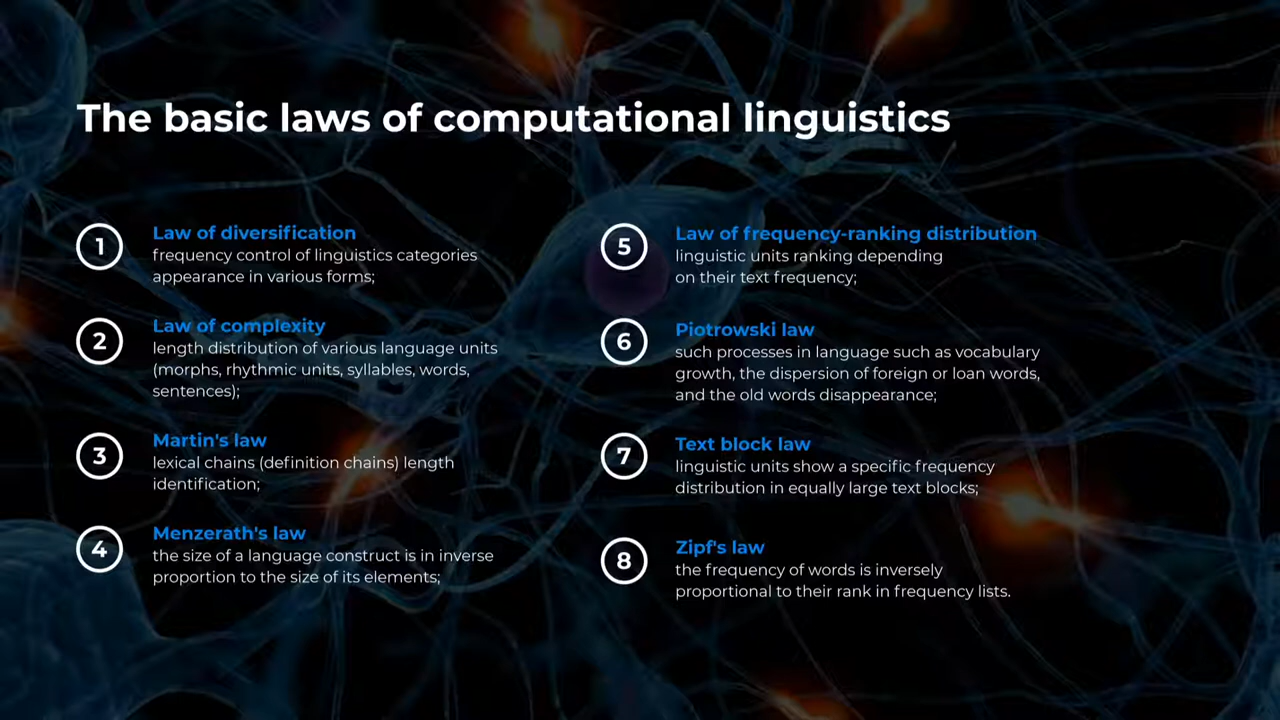 The basic laws of computational linguistics
1
Law of diversification
frequency control of linguistics categories
appearance in various forms;
2
Law of complexity
length distribution of various language units
(morphs, rhythmic units, syllables, words,
sentences);
3
Martin's law
lexical chains (definition chains) length
identification;
4
Menzerath's law
the size of a language construct is in inverse
proportion to the size of its elements;
5
Law of frequency-ranking distribution
linguistic units ranking depending
on their text frequency;
6
Piotrowski law
such processes in language such as vocabulary
growth, the dispersion of foreign or loan words,
and the old words disappearance;
7
Text block law
linguistic units show a specific frequency
distribution in equally large text blocks;
8
Zipf's law
the frequency of words is inversely
proportional to their rank in frequency lists.